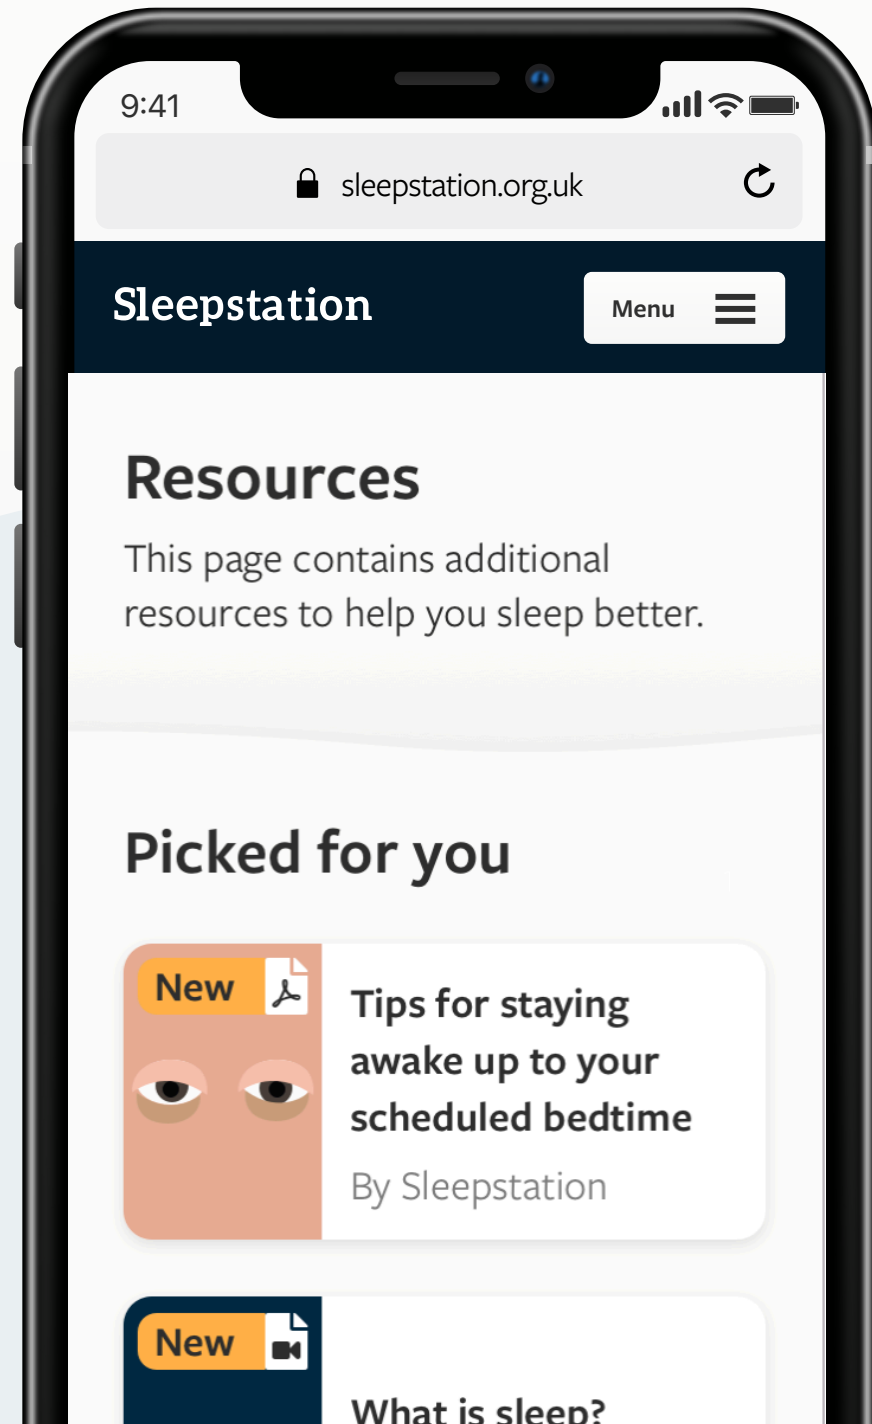 9:41
sleepstation.org.uk
Sleepstation
Menu
Resources
This page contains additional
resources to help you sleep better.
Picked for you
New
Tips for staying
awake up to your
scheduled bedtime
By Sleepstation
New
What is sleep?